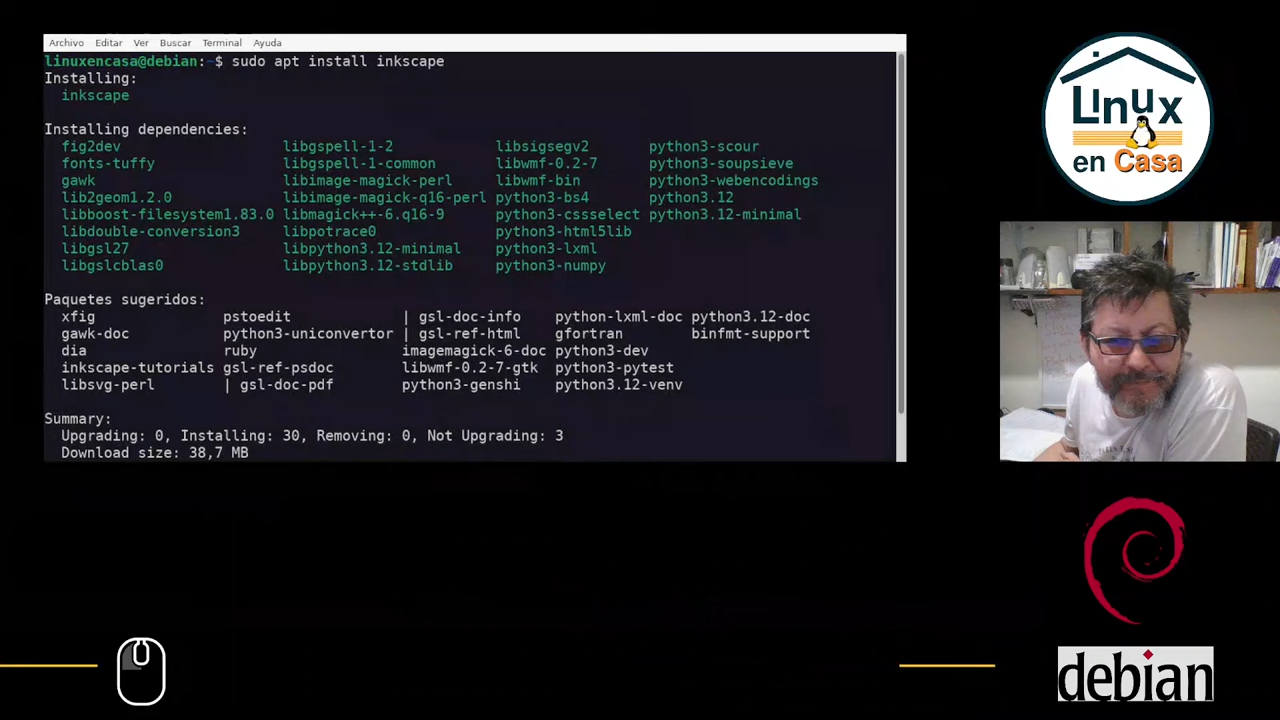 Archivo Editar Ver Buscar Terminal Ayuda
linuxencasa@debian:~$ sudo apt install inkscape
Installing:
inkscape
Installing dependencies:
fig2dev libgspell-1-2 libsigsegv2 python3-scour
fonts-tuffy libgspell-1-common libwmf-0.2-7 python3-soupsieve
gawk libimage-magick-perl libwmf-bin python3-webencodings
lib2geom1.2.0 libimage-magick-q16-perl python3-bs4 python3.12
libboost-filesystem1.83.0 libmagick++-6.q16-9 python3-cssselect python3.12-minimal
libdouble-conversion3 libpotrace0 python3-html5lib
libgsl27 libpython3.12-minimal python3-lxml
libgslcblas0 libpython3.12-stdlib python3-numpy
Paquetes sugeridos:
xfig pstoedit | gsl-doc-info python-lxml-doc python3.12-doc
gawk-doc python3-uniconvertor | gsl-ref-html gfortran binfmt-support
dia ruby imagemagick-6-doc python3-dev
inkscape-tutorials gsl-ref-psdoc libwmf-0.2-7-gtk python3-pytest
libsvg-perl | gsl-doc-pdf python3-genshi python3.12-venv
Summary:
Upgrading: 0, Installing: 30, Removing: 0, Not Upgrading: 3
Download size: 38,7 MB
Linux
en Casa
debian